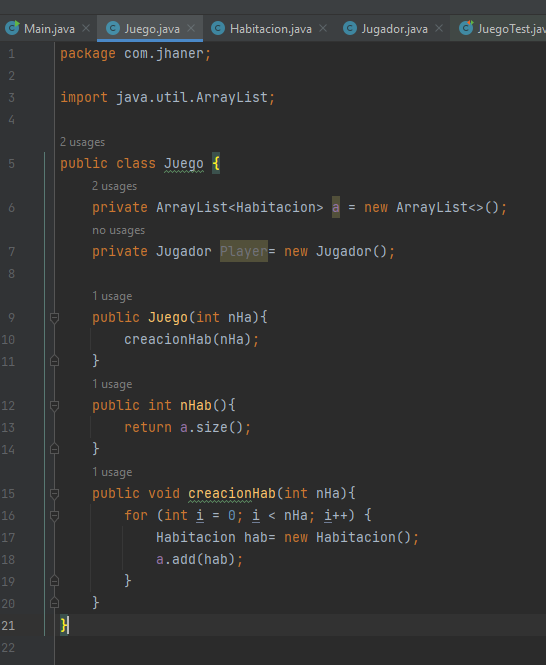 Main.java Juego.java Habitacion.java Jugador.java JuegoTest.jav
1 package com.jhaner;
2
3 import java.util.ArrayList;
4
2 usages
5 public class Juego {
2 usages
6 private ArrayList<Habitacion> a = new ArrayList<>();
no usages
7 private Jugador Player= new Jugador();
8
1 usage
9 public Juego(int nHa){
10 creacionHab(nHa);
11 }
1 usage
12 public int nHab(){
13 return a.size();
14 }
1 usage
15 public void creacionHab(int nHa){
16 for (int i = 0; i < nHa; i++) {
17 Habitacion hab= new Habitacion();
18 a.add(hab);
19 }
20 }
21 }
22